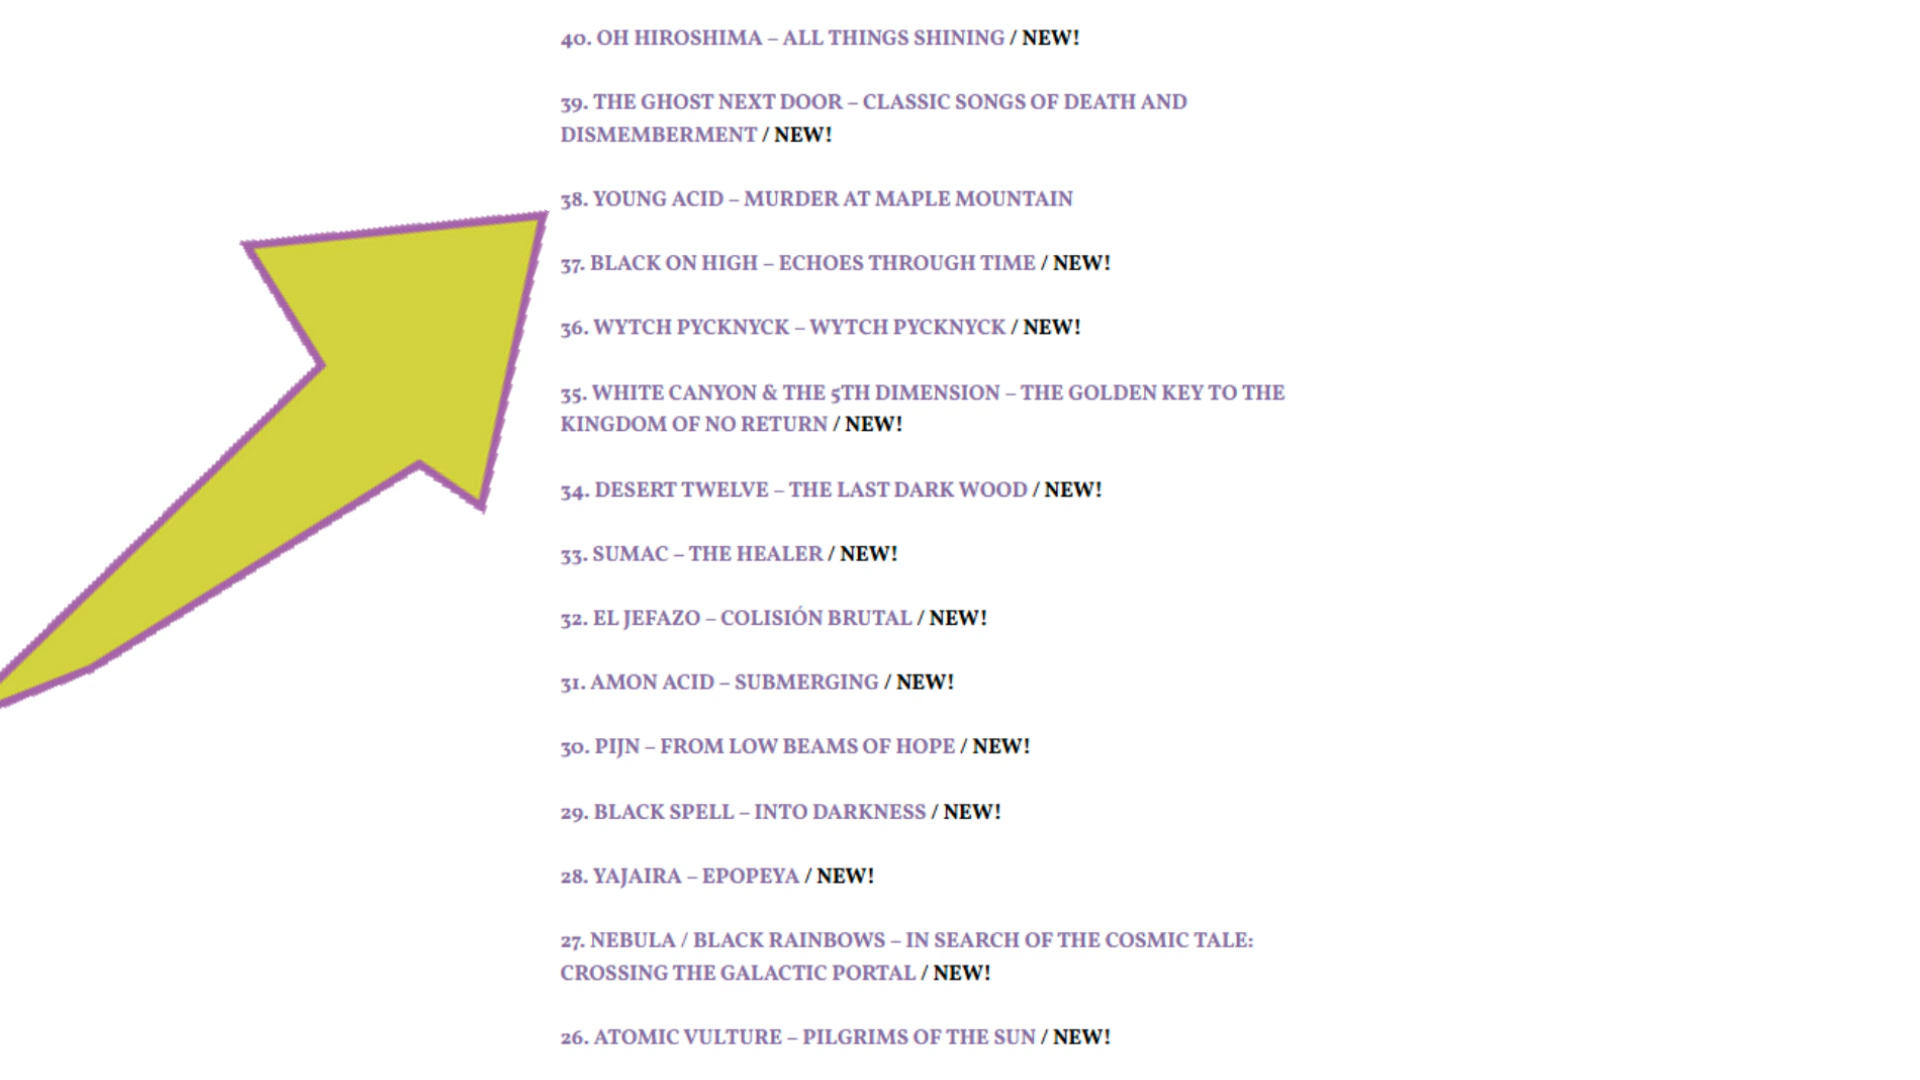 40. OH HIROSHIMA – ALL THINGS SHINING / NEW!
39. THE GHOST NEXT DOOR – CLASSIC SONGS OF DEATH AND
DISMEMBERMENT / NEW!
38. YOUNG ACID – MURDER AT MAPLE MOUNTAIN
37. BLACK ON HIGH – ECHOES THROUGH TIME / NEW!
36. WYTCH PYCKNYCK – WYTCH PYCKNYCK / NEW!
35. WHITE CANYON & THE 5TH DIMENSION – THE GOLDEN KEY TO THE
KINGDOM OF NO RETURN / NEW!
34. DESERT TWELVE – THE LAST DARK WOOD / NEW!
33. SUMAC – THE HEALER / NEW!
32. EL JEFAZO – COLISIÓN BRUTAL / NEW!
31. AMON ACID – SUBMERGING / NEW!
30. PIJN – FROM LOW BEAMS OF HOPE / NEW!
29. BLACK SPELL – INTO DARKNESS / NEW!
28. YAJAIRA – EPOPEYA / NEW!
27. NEBULA / BLACK RAINBOWS – IN SEARCH OF THE COSMIC TALE:
CROSSING THE GALACTIC PORTAL / NEW!
26. ATOMIC VULTURE – PILGRIMS OF THE SUN / NEW!